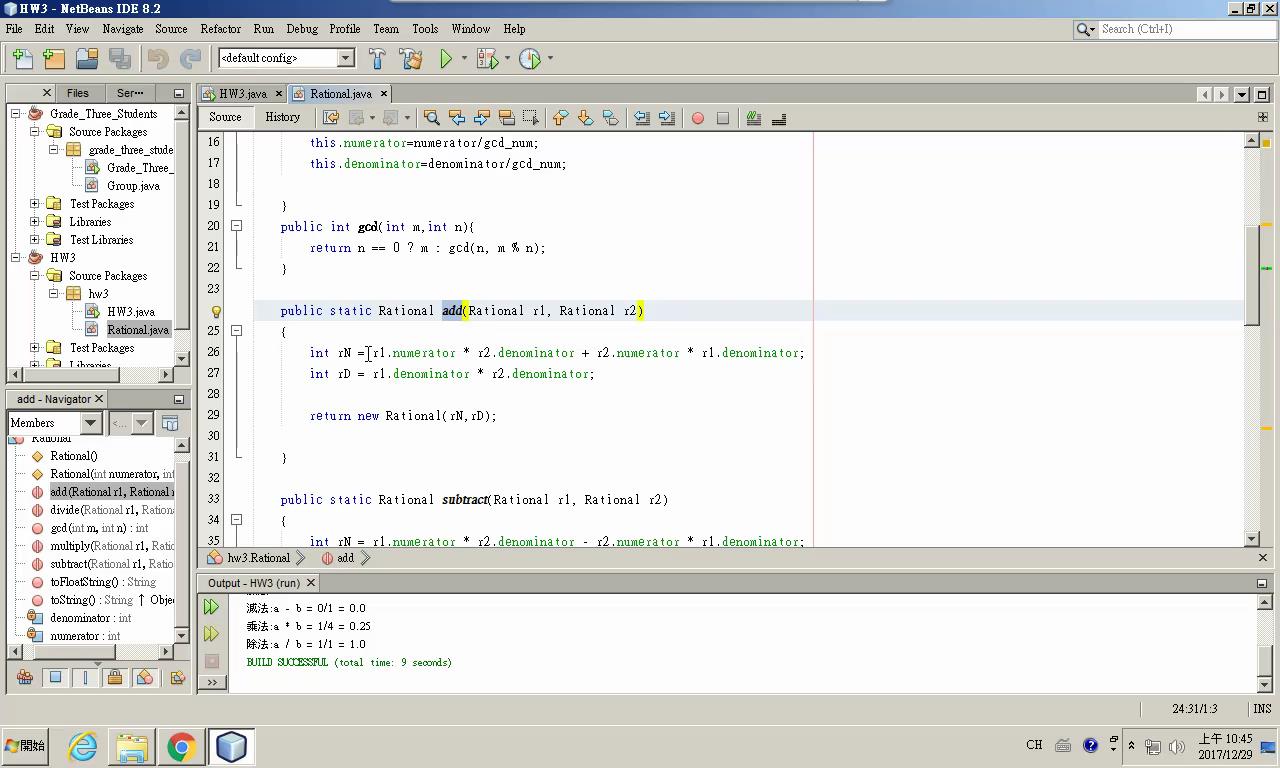 HW3 - NetBeans IDE 8.2
File Edit View Navigate Source Refactor Run Debug Profile Team Tools Window Help
Search (Ctrl+I)
<default config>
Files
Ser...
Grade_Three_Students
Source Packages
grade_three_stude
Grade_Three_
Group.java
Test Packages
Libraries
Test Libraries
HW3
Source Packages
hw3
HW3.java
Rational.java
Test Packages
Libraries
add - Navigator
Members
<...
Rational
Rational()
Rational(int numerator, int
add(Rational r1, Rational r
divide(Rational r1, Rationa
gcd(int m, int n) : int
multiply(Rational r1, Ratio
subtract(Rational r1, Ratio
toFloatString() : String
toString() : String ↑ Obje
denominator : int
numerator : int
HW3.java
Rational.java
Source
History
16 this.numerator=numerator/gcd_num;
17 this.denominator=denominator/gcd_num;
18
19 }
20 public int gcd(int m,int n){
21 return n == 0 ? m : gcd(n, m % n);
22 }
23
public static Rational add(Rational r1, Rational r2)
25 {
26 int rN = r1.numerator * r2.denominator + r2.numerator * r1.denominator;
27 int rD = r1.denominator * r2.denominator;
28
29 return new Rational(rN,rD);
30
31 }
32
33 public static Rational subtract(Rational r1, Rational r2)
34 {
35 int rN = r1.numerator * r2.denominator - r2.numerator * r1.denominator;
hw3.Rational
add
Output - HW3 (run)
減法:a - b = 0/1 = 0.0
乘法:a * b = 1/4 = 0.25
除法:a / b = 1/1 = 1.0
BUILD SUCCESSFUL (total time: 9 seconds)
>>
24:31/1:3
INS
開始
CH
上午 10:45
2017/12/29